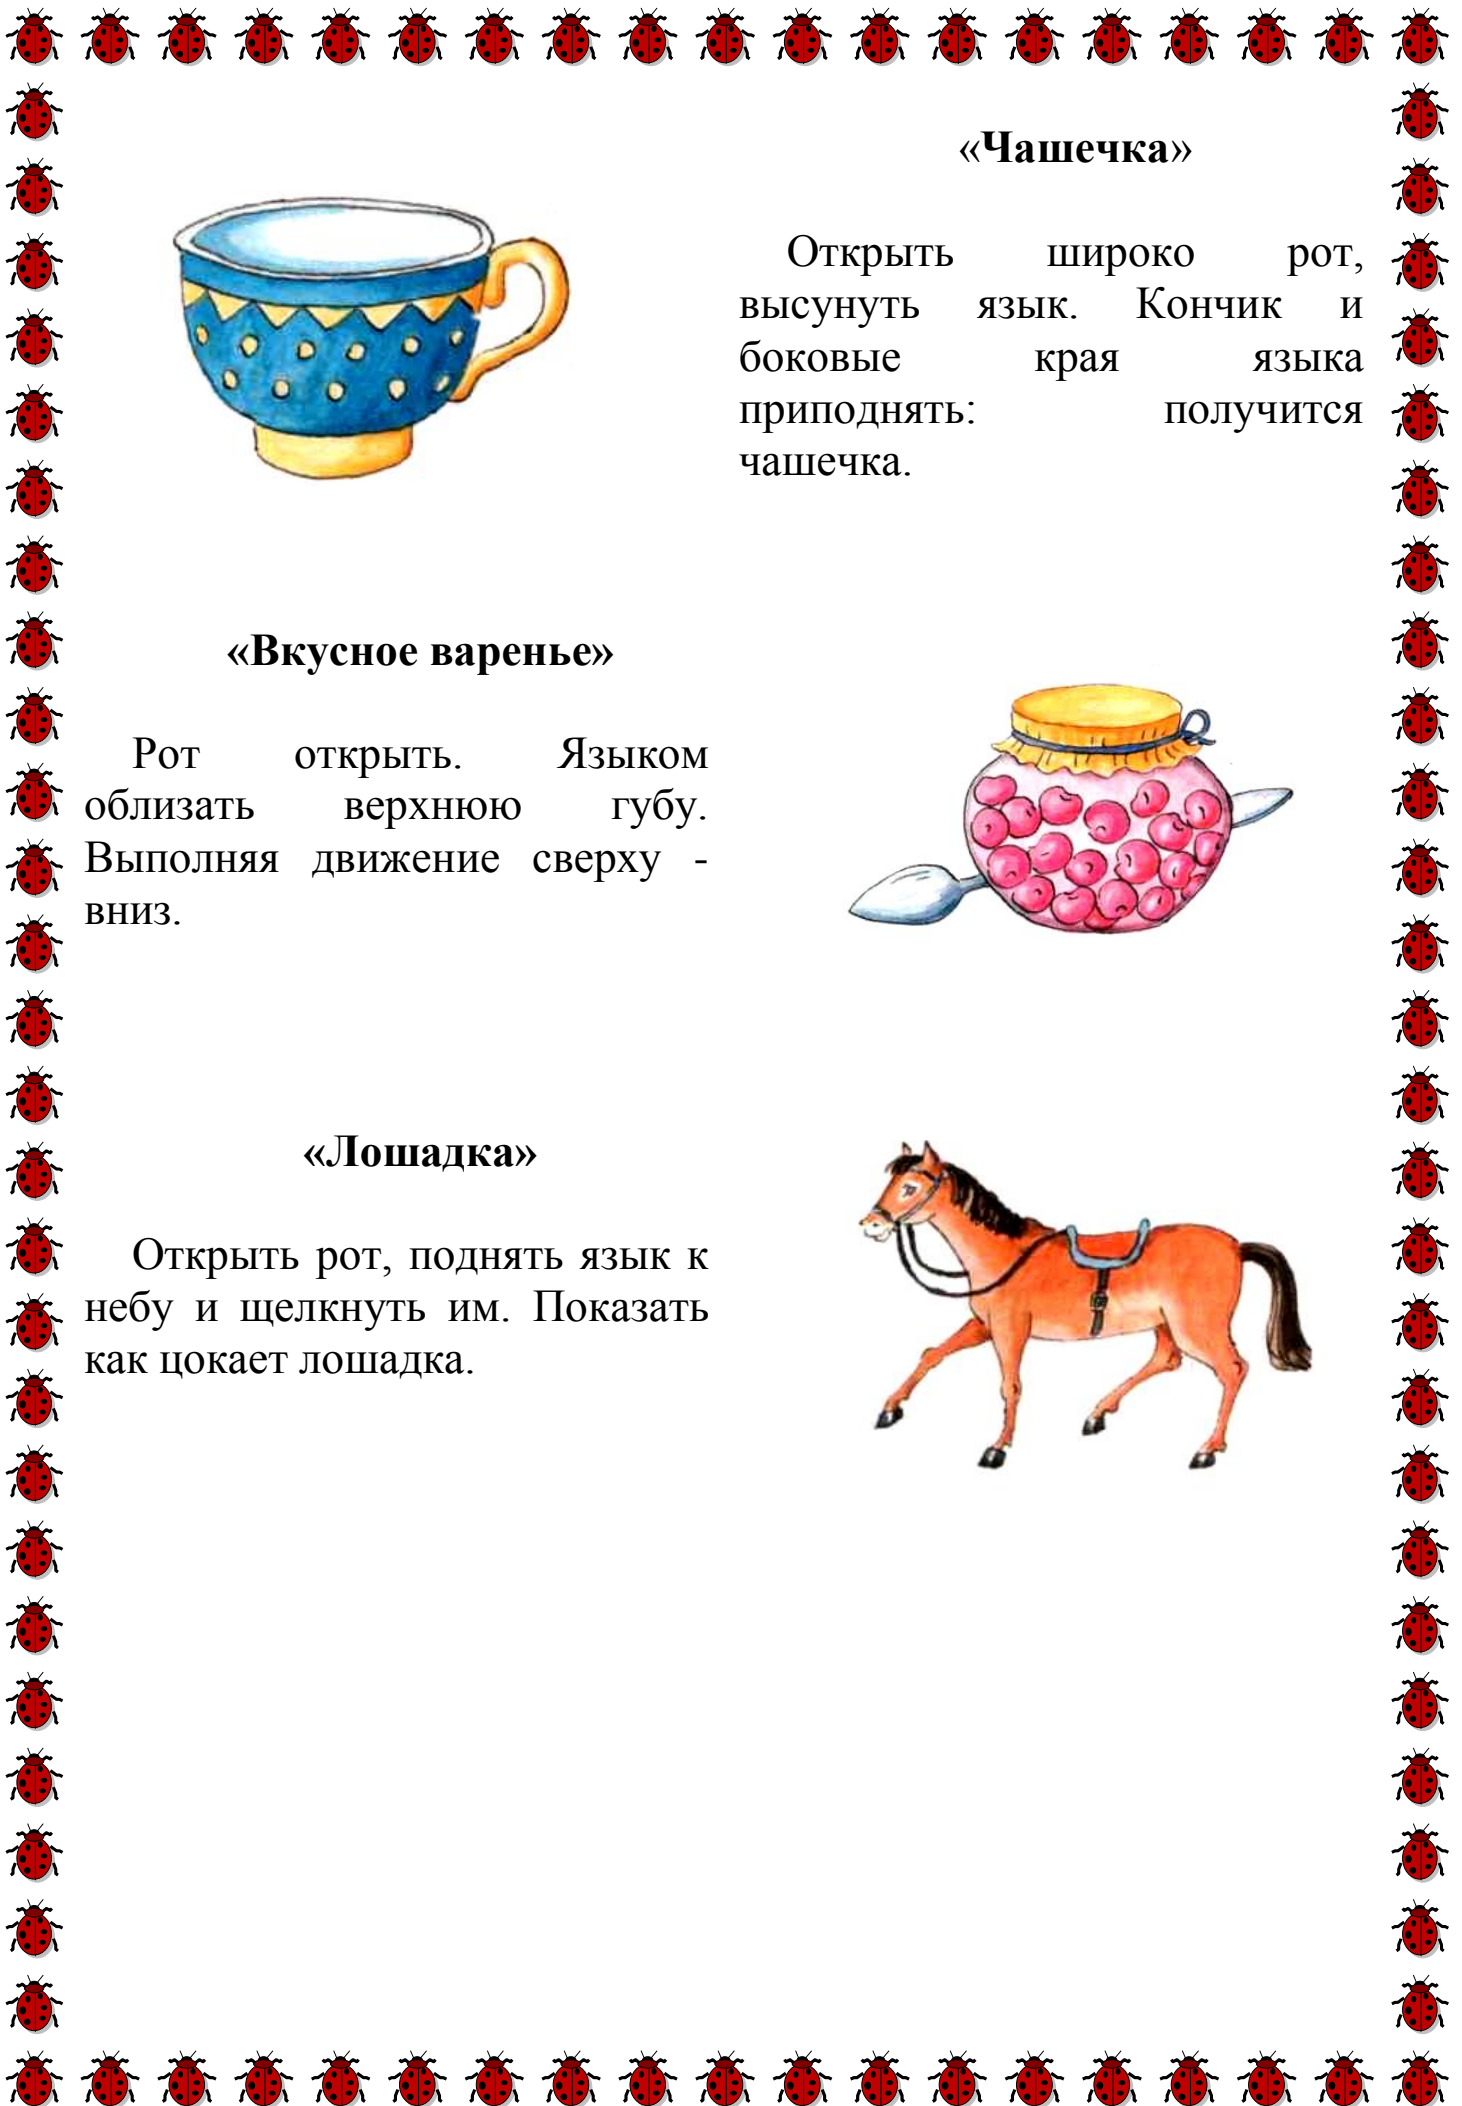 «Чашечка»
Открыть широко рот,
высунуть язык. Кончик и
боковые края языка
приподнять: получится
чашечка.
«Вкусное варенье»
Рот открыть. Языком
облизать верхнюю губу.
Выполняя движение сверху -
вниз.
«Лошадка»
Открыть рот, поднять язык к
небу и щелкнуть им. Показать
как цокает лошадка.